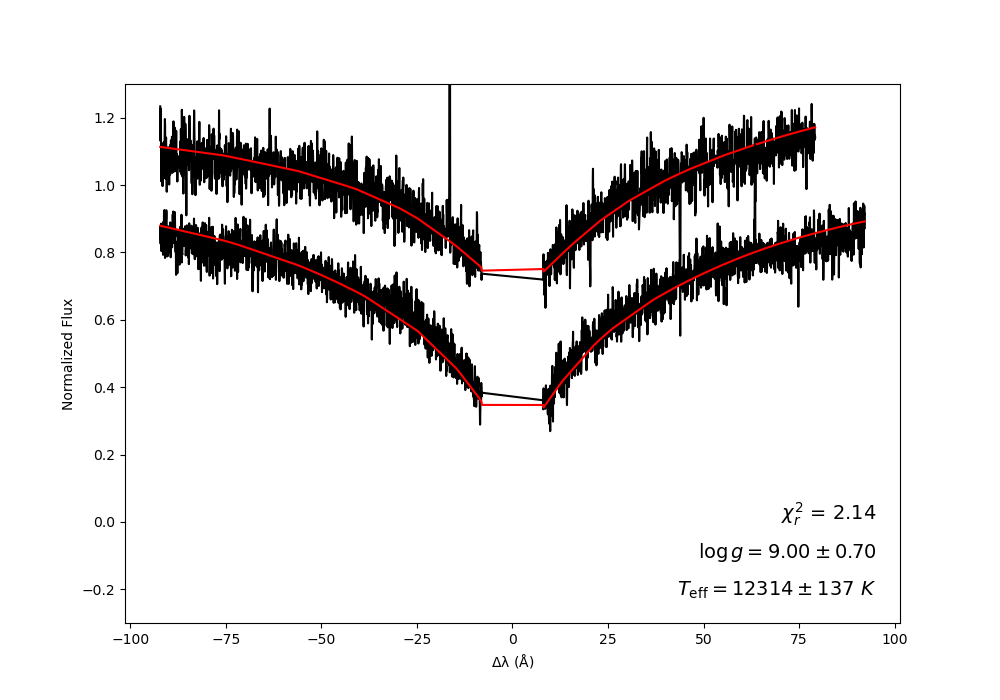 1.2
1.0
0.8
0.6
0.4
0.2
0.0
−0.2
Normalized Flux
χ²ᵣ = 2.14
log g = 9.00 ± 0.70
T_eff = 12314 ± 137 K
−100 −75 −50 −25 0 25 50 75 100
Δλ (Å)